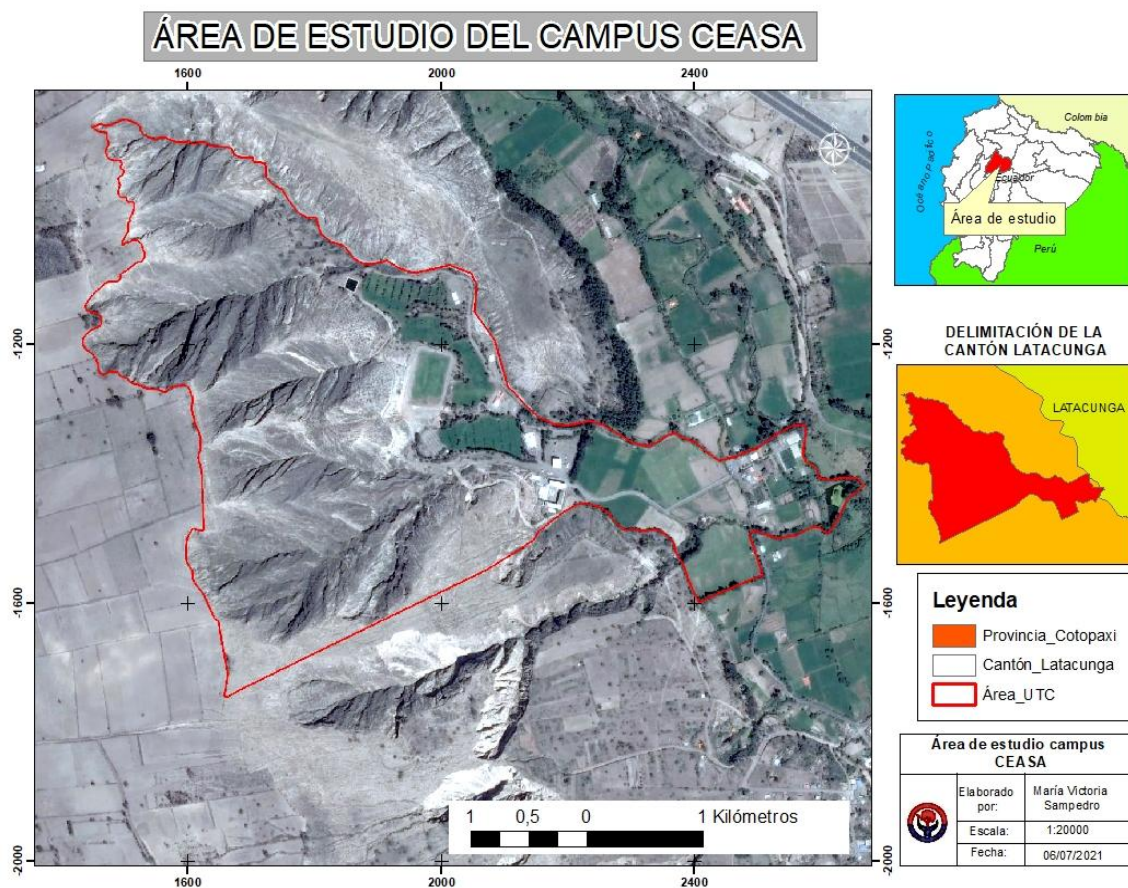 ÁREA DE ESTUDIO DEL CAMPUS CEASA
1600
2000
2400
-1200
-1200
-1600
-1600
-2000
-2000
1600
2000
2400
1
0,5
0
1 Kilómetros
Colombia
Océano Pacífico
Ecuador
Área de estudio
Perú
DELIMITACIÓN DE LA
CANTÓN LATACUNGA
LATACUNGA
Leyenda
Provincia_Cotopaxi
Cantón_Latacunga
Área_UTC
Área de estudio campus
CEASA
Elaborado
por:
María Victoria
Sampedro
Escala:
1:20000
Fecha:
06/07/2021